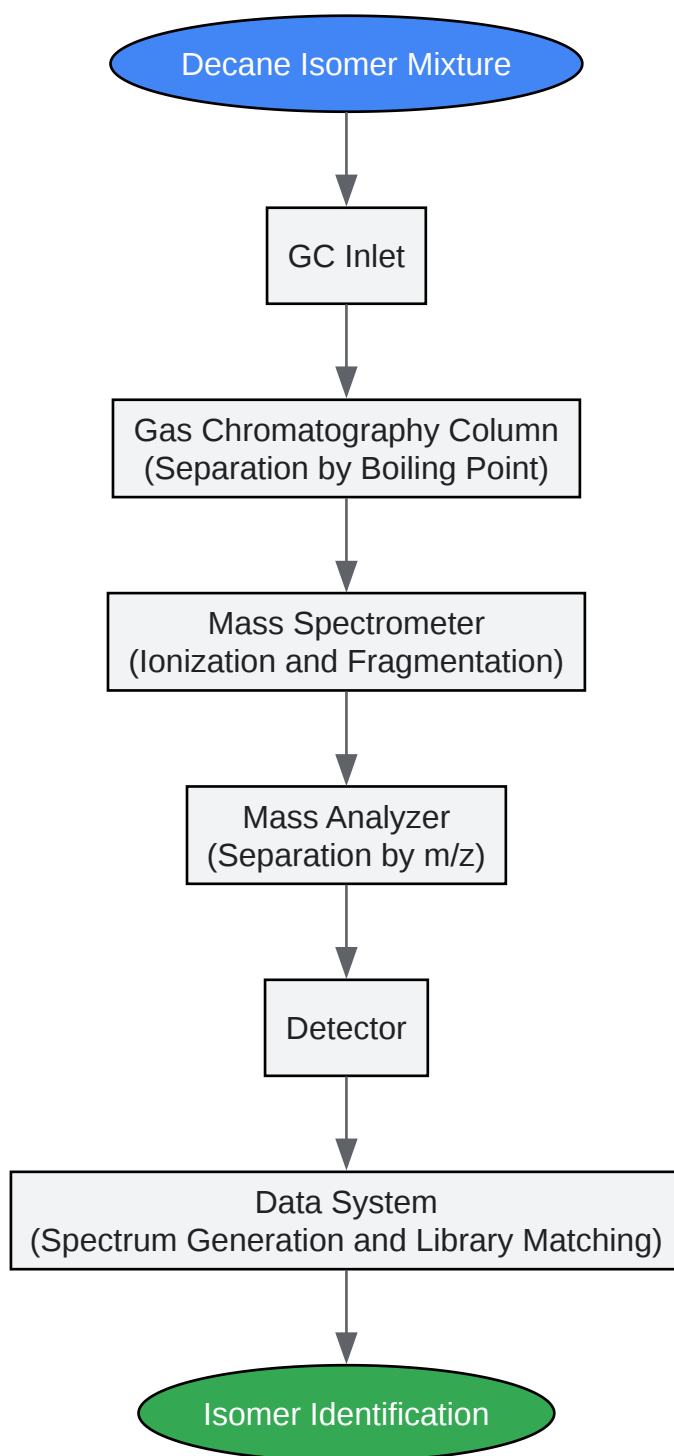 Decane Isomer Mixture
GC Inlet
Gas Chromatography Column
(Separation by Boiling Point)
Mass Spectrometer
(Ionization and Fragmentation)
Mass Analyzer
(Separation by m/z)
Detector
Data System
(Spectrum Generation and Library Matching)
Isomer Identification